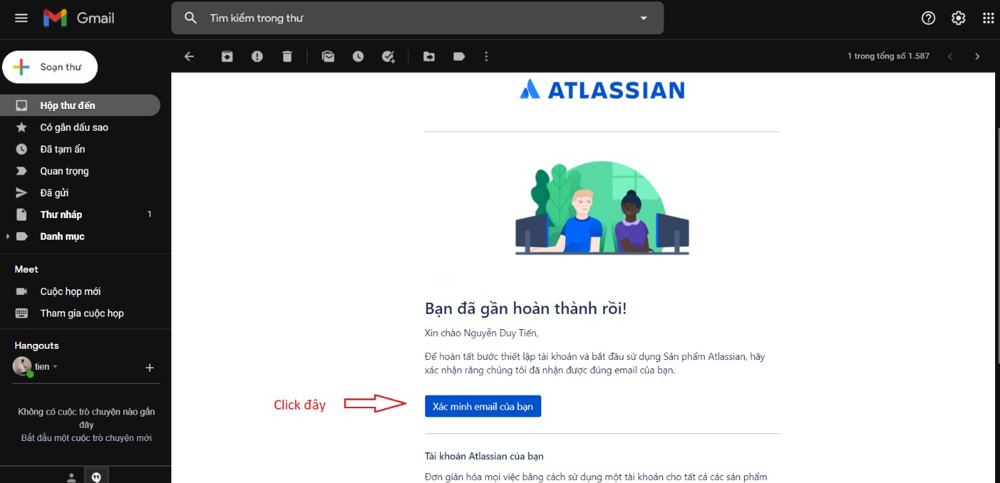 Gmail
Tìm kiếm trong thư
Soạn thư
1 trong tổng số 1.587
Hộp thư đến
Có gắn dấu sao
Đã tạm ẩn
Quan trọng
Đã gửi
Thư nháp 1
Danh mục
Meet
Cuộc họp mới
Tham gia cuộc họp
Hangouts
tien
Không có cuộc trò chuyện nào gần
đây
Bắt đầu một cuộc trò chuyện mới
ATLASSIAN
Bạn đã gần hoàn thành rồi!
Xin chào Nguyễn Duy Tiến,
Để hoàn tất bước thiết lập tài khoản và bắt đầu sử dụng Sản phẩm Atlassian, hãy
xác nhận rằng chúng tôi đã nhận được đúng email của bạn.
Click đây
Xác minh email của bạn
Tài khoản Atlassian của bạn
Đơn giản hóa mọi việc bằng cách sử dụng một tài khoản cho tất cả các sản phẩm